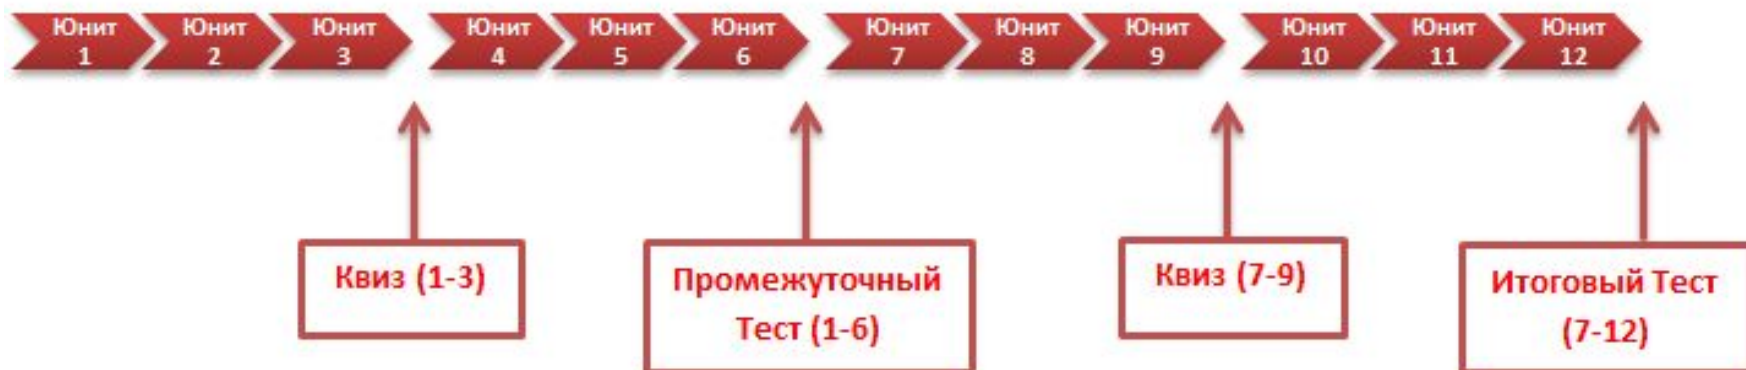 Юнит 1
Юнит 2
Юнит 3
Юнит 4
Юнит 5
Юнит 6
Юнит 7
Юнит 8
Юнит 9
Юнит 10
Юнит 11
Юнит 12
Квиз (1-3)
Промежуточный
Тест (1-6)
Квиз (7-9)
Итоговый Тест
(7-12)